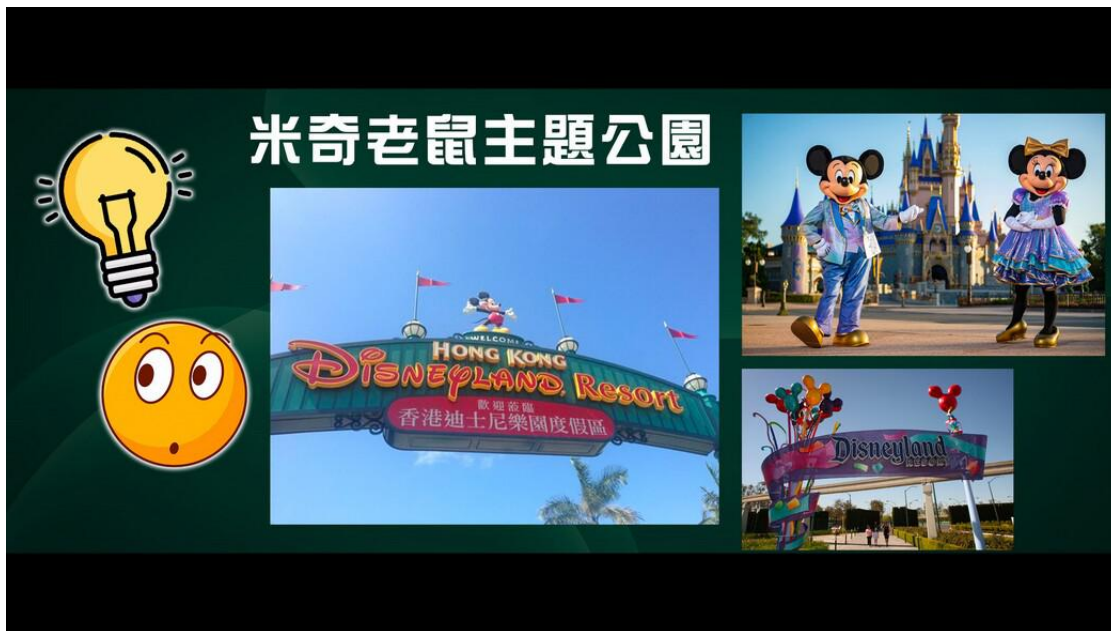 米奇老鼠主題公園
WELCOME
HONG KONG
DISNEYLAND Resort
歡迎蒞臨
香港迪士尼樂園度假區
Disneyland
RESORT